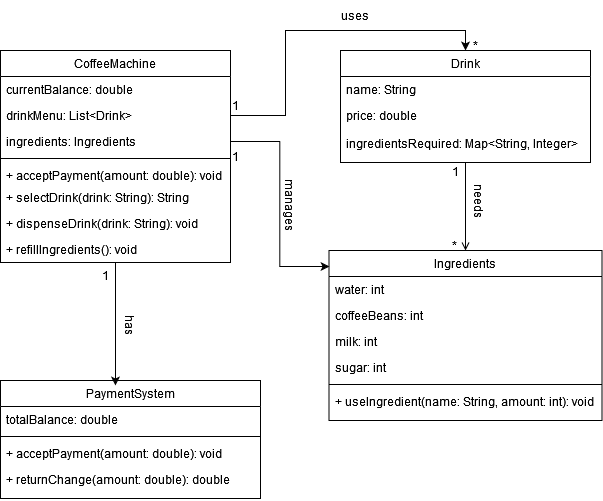 uses
*
CoffeeMachine
currentBalance: double
drinkMenu: List<Drink>
ingredients: Ingredients
+ acceptPayment(amount: double): void
+ selectDrink(drink: String): String
+ dispenseDrink(drink: String): void
+ refillIngredients(): void
1
1
Drink
name: String
price: double
ingredientsRequired: Map<String, Integer>
1
needs
*
manages
1
has
Ingredients
water: int
coffeeBeans: int
milk: int
sugar: int
+ useIngredient(name: String, amount: int): void
PaymentSystem
totalBalance: double
+ acceptPayment(amount: double): void
+ returnChange(amount: double): double